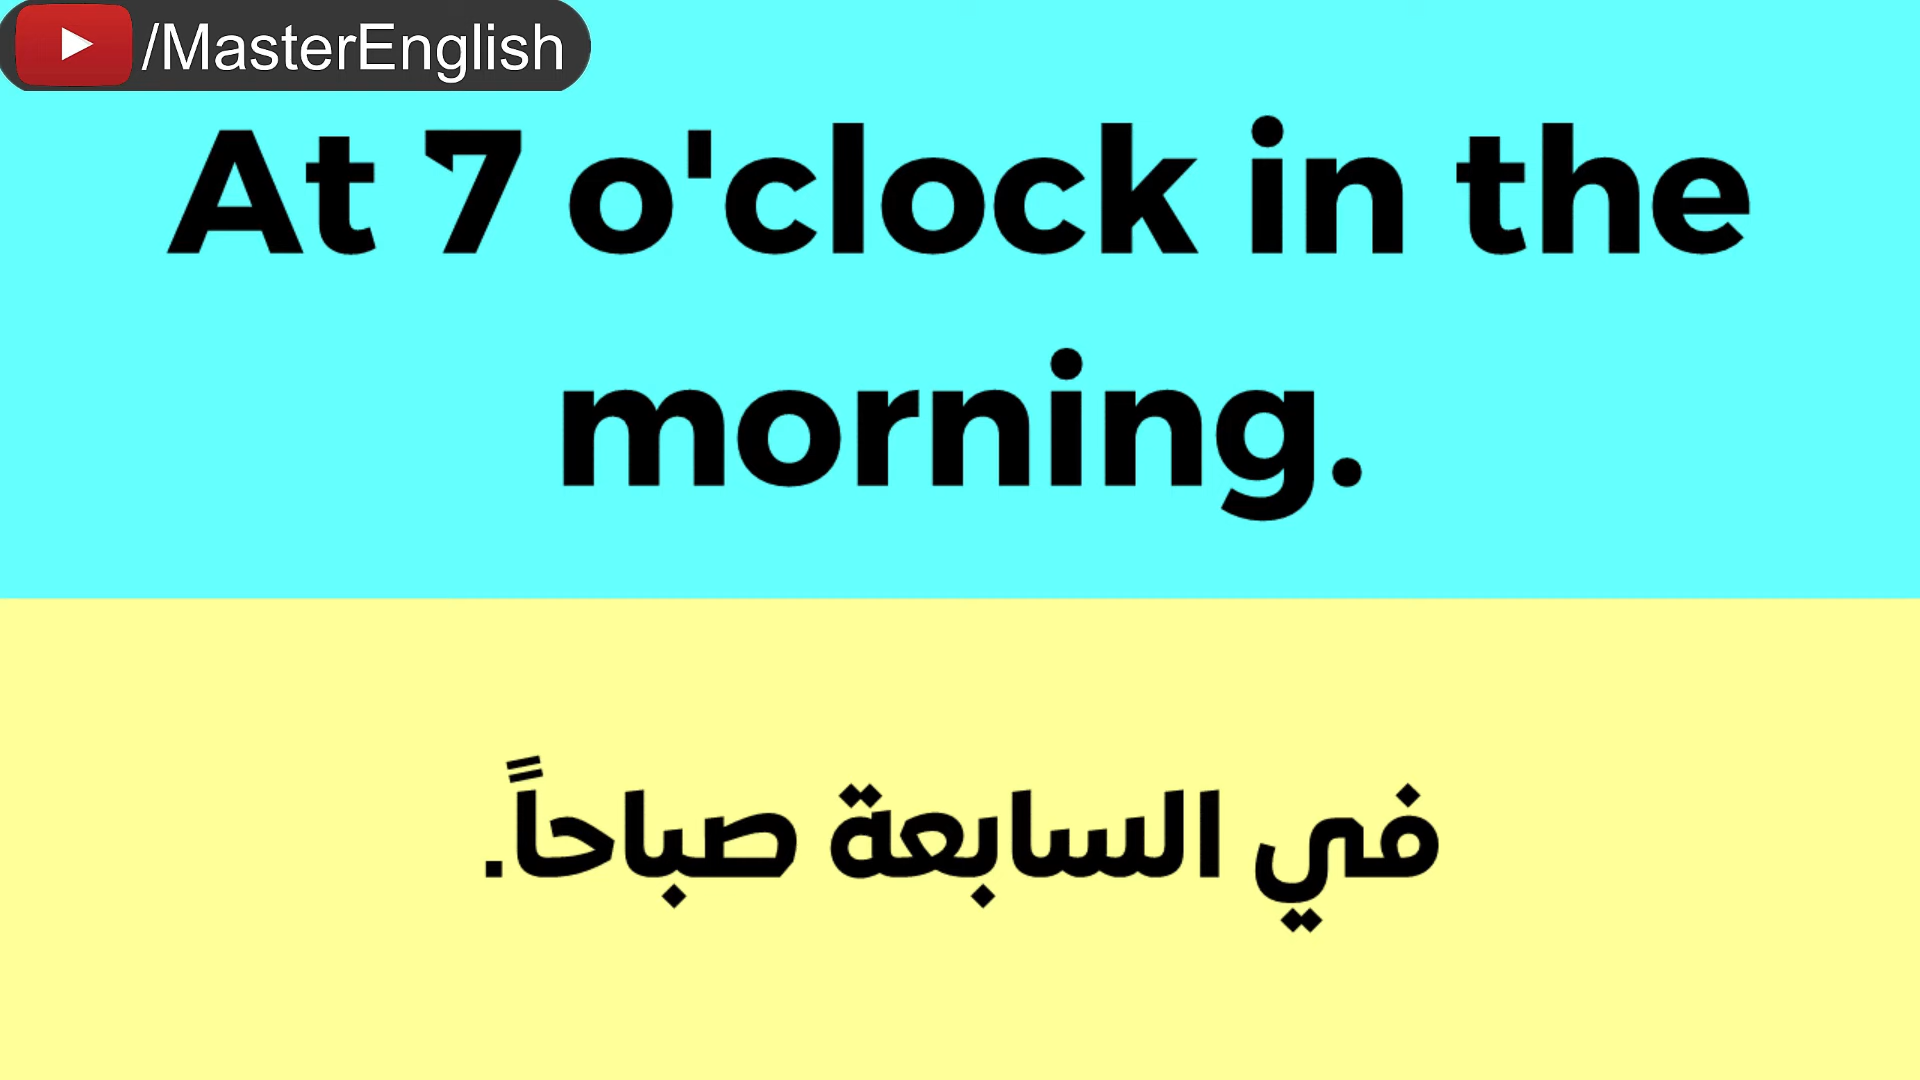 /MasterEnglish
At 7 o'clock in the
morning.
في السابعة صباحاً.